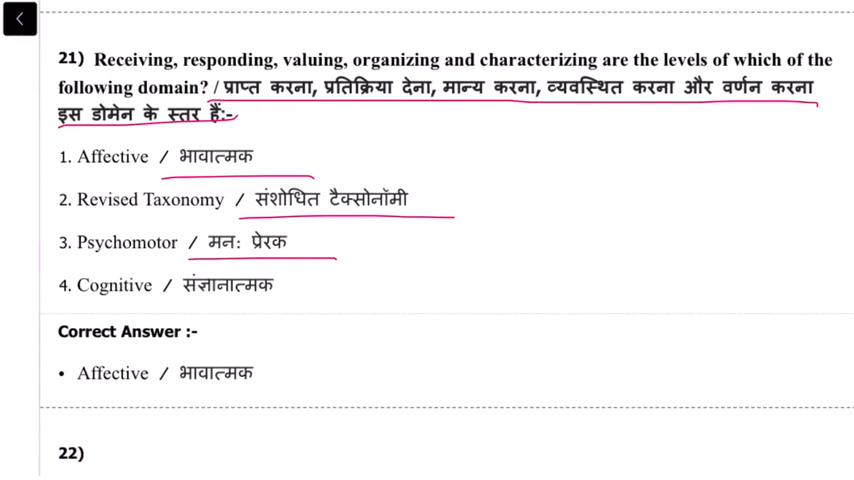 21) Receiving, responding, valuing, organizing and characterizing are the levels of which of the
following domain? / प्राप्त करना, प्रतिक्रिया देना, मान्य करना, व्यवस्थित करना और वर्णन करना
इस डोमेन के स्तर हैं:-
1. Affective / भावात्मक
2. Revised Taxonomy / संशोधित टैक्सोनॉमी
3. Psychomotor / मन: प्रेरक
4. Cognitive / संज्ञानात्मक
Correct Answer :-
• Affective / भावात्मक
22)